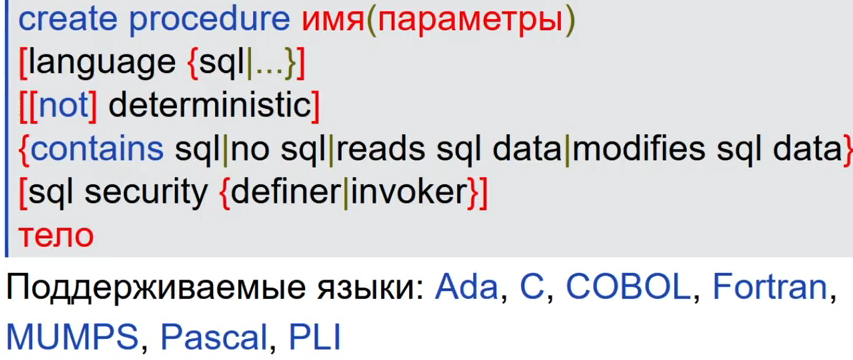 create procedure имя(параметры)
[language {sql|...}]
[[not] deterministic]
{contains sql|no sql|reads sql data|modifies sql data}
[sql security {definer|invoker}]
тело
Поддерживаемые языки: Ada, C, COBOL, Fortran,
MUMPS, Pascal, PLI